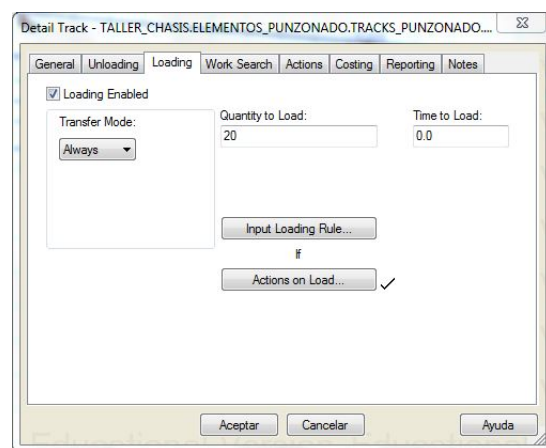 Detail Track - TALLER_CHASIS.ELEMENTOS_PUNZONADO.TRACKS_PUNZONADO....
General Unloading Loading Work Search Actions Costing Reporting Notes
Loading Enabled
Transfer Mode: Quantity to Load: Time to Load:
Always 20 0.0
Input Loading Rule...
If
Actions on Load...
Aceptar Cancelar Ayuda